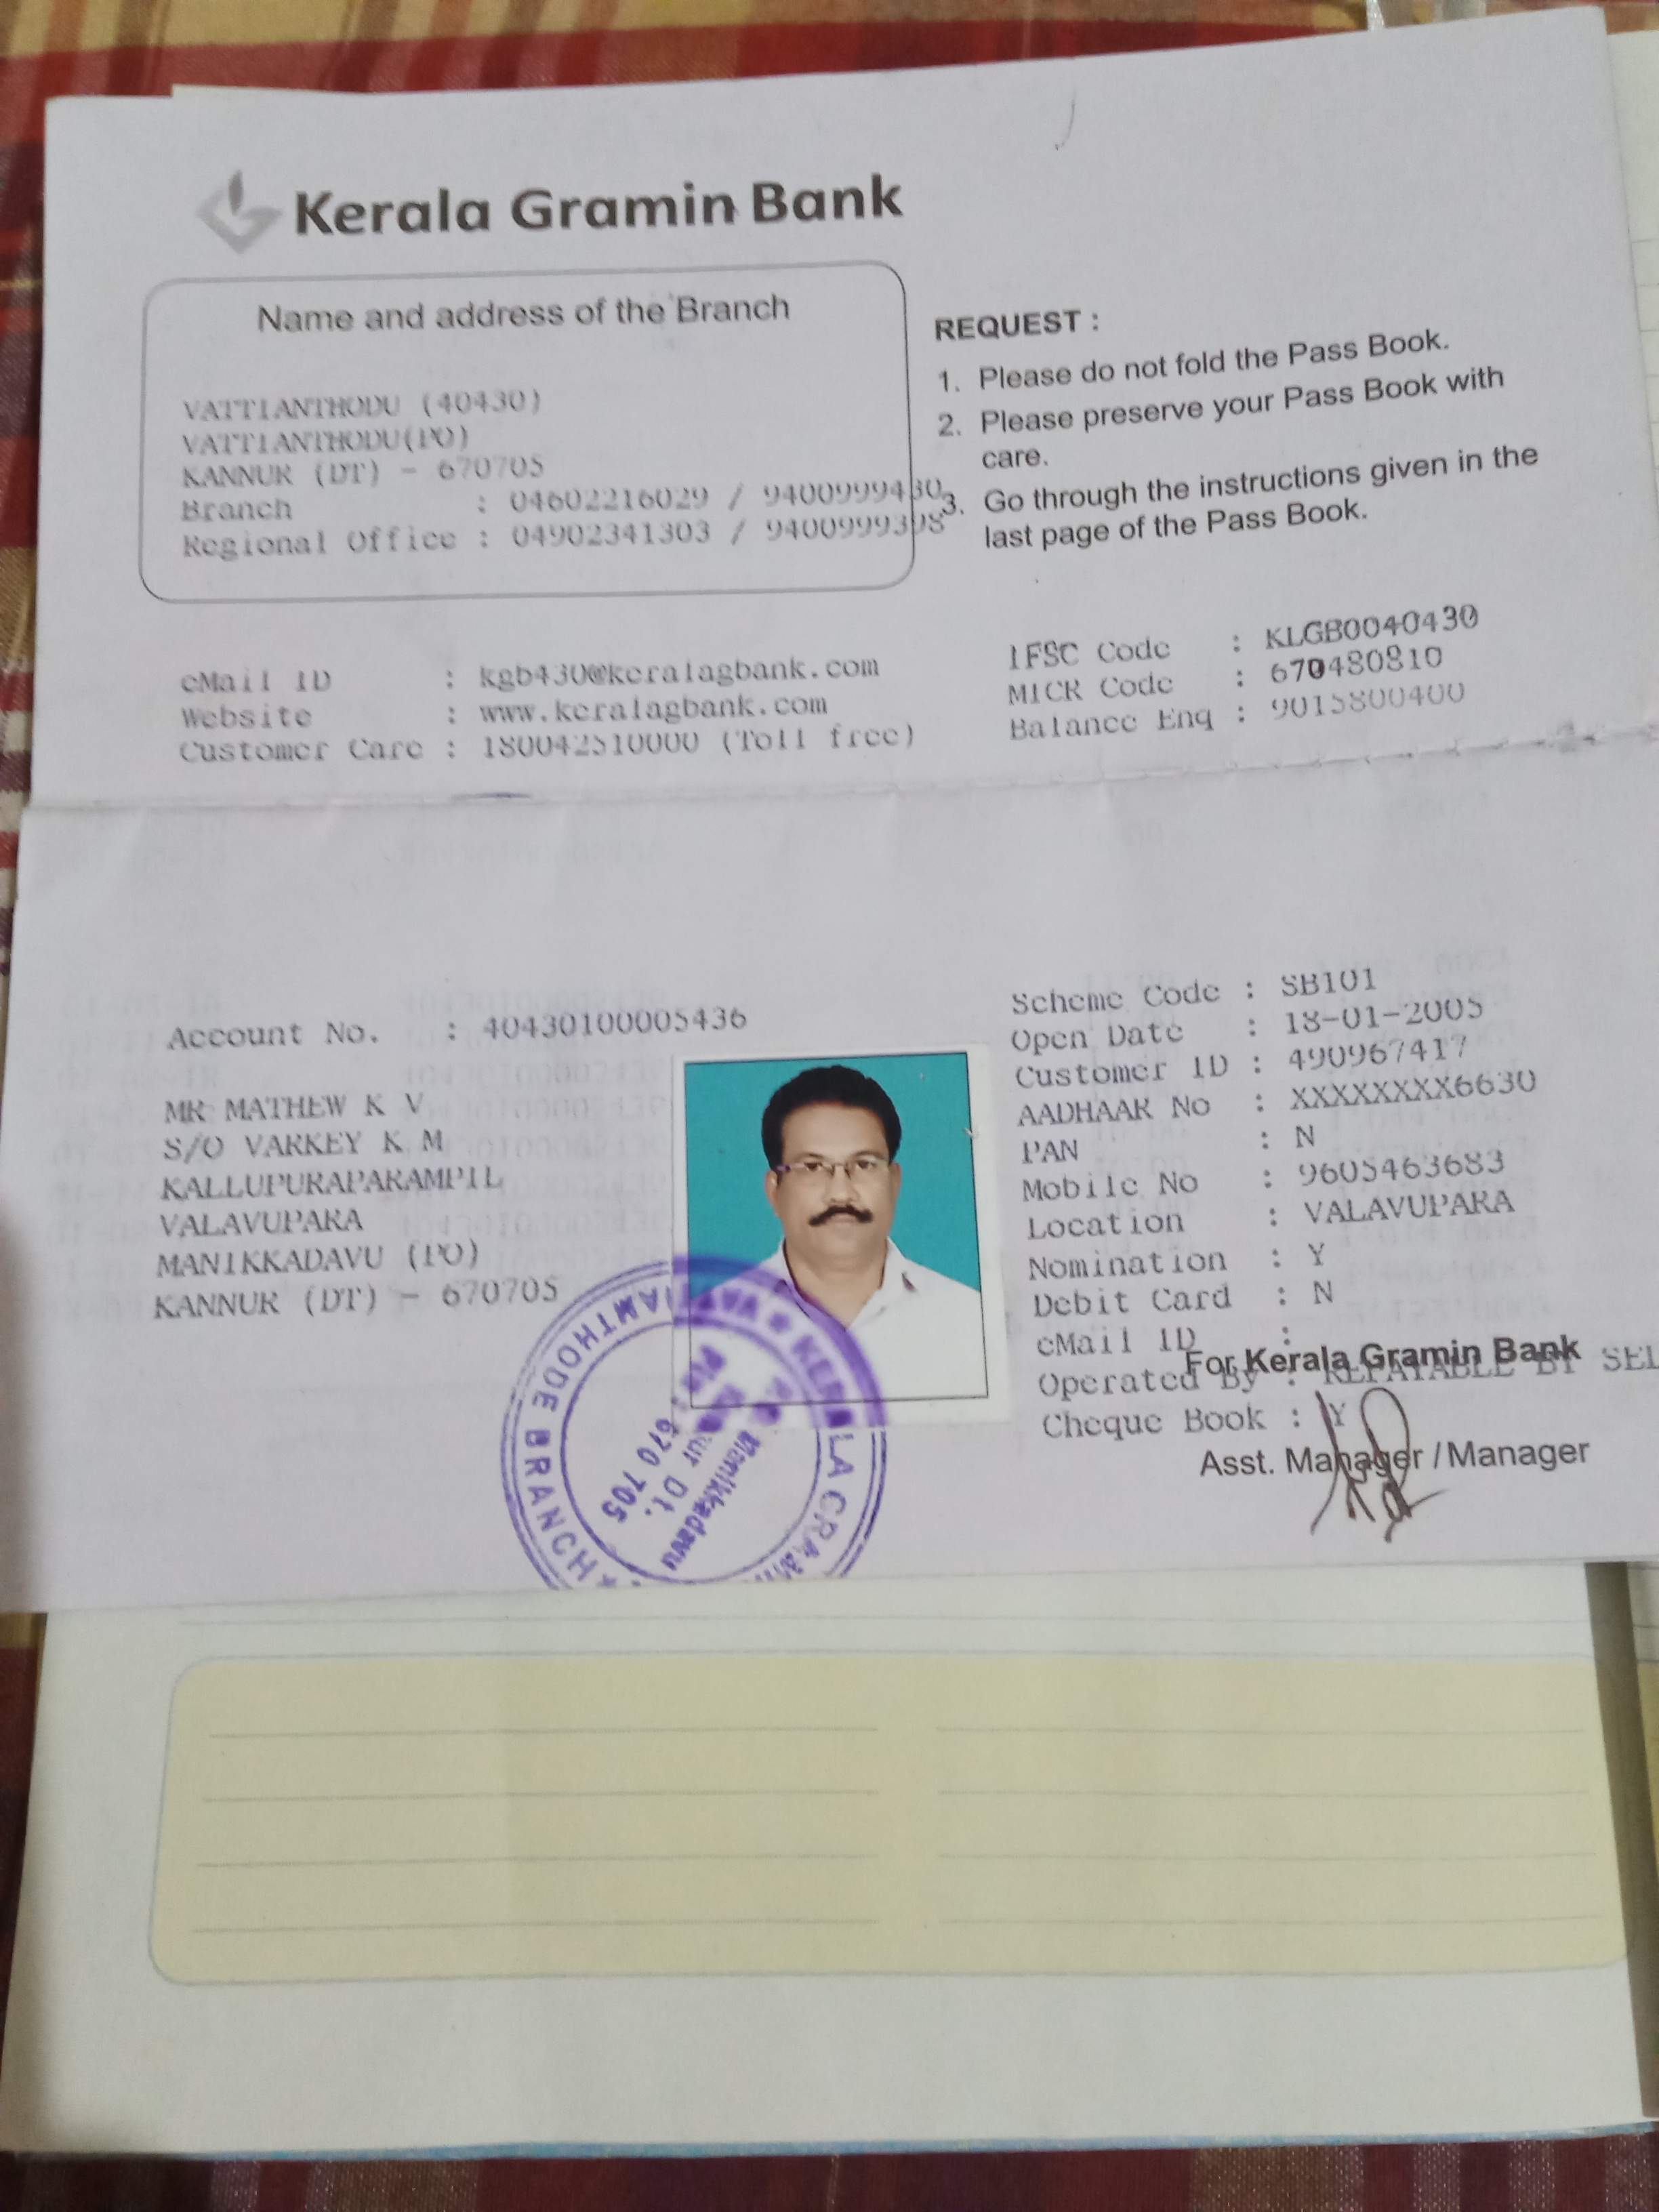 Kerala Gramin Bank
Name and address of the Branch
VATTIANTHODU (40430)
VATTIANTHODU(PO)
KANNUR (DT) - 670705
Branch : 04602216029 / 9400999430
Regional Office : 04902341303 / 9400999398
REQUEST :
1. Please do not fold the Pass Book.
2. Please preserve your Pass Book with
care.
3. Go through the instructions given in the
last page of the Pass Book.
eMail ID : kgb430@keralagbank.com
Website : www.keralagbank.com
Customer Care : 180042510000 (Toll free)
IFSC Code : KLGB0040430
MICR Code : 670480810
Balance Enq : 9015800400
Account No. : 40430100005436
MR MATHEW K V
S/O VARKEY K M
KALLUPURAPARAMPIL
VALAVUPARA
MANIKKADAVU (PO)
KANNUR (DT) - 670705
Scheme Code : SB101
Open Date : 18-01-2005
Customer ID : 490967417
AADHAAR No : XXXXXXXX6630
PAN : N
Mobile No : 9605463683
Location : VALAVUPARA
Nomination : Y
Debit Card : N
eMail ID :
For Kerala Gramin Bank
Operated By : REPAYABLE BY SEL
Cheque Book : Y
Asst. Manager / Manager
KERALA GRAMIN
BRANCH
Manikkadavu
Dt.
670 705